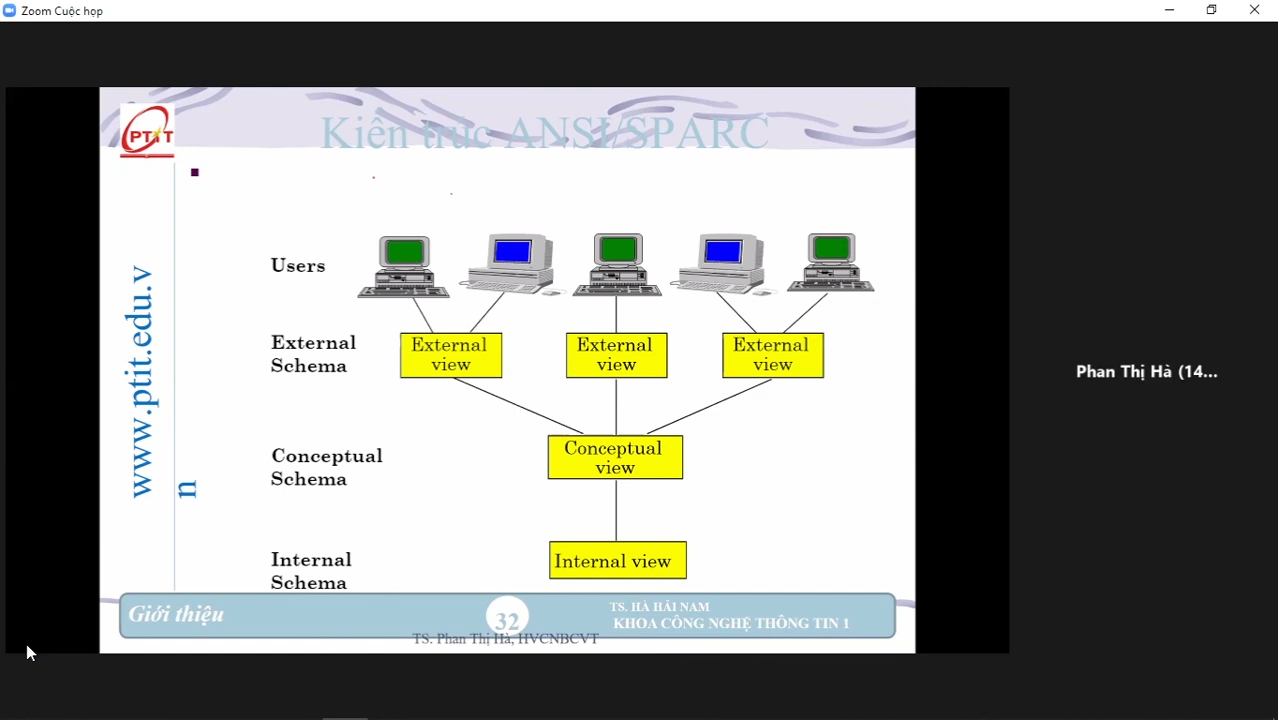 Zoom Cuộc họp
PTIT
Kiến trúc ANSI/SPARC
www.ptit.edu.v
n
Users
External
Schema
External
view
External
view
External
view
Conceptual
Schema
Conceptual
view
Internal
Schema
Internal view
Giới thiệu
32
TS. HÀ HẢI NAM
KHOA CÔNG NGHỆ THÔNG TIN 1
TS. Phan Thị Hà, HVCNBCVT
Phan Thị Hà (14...